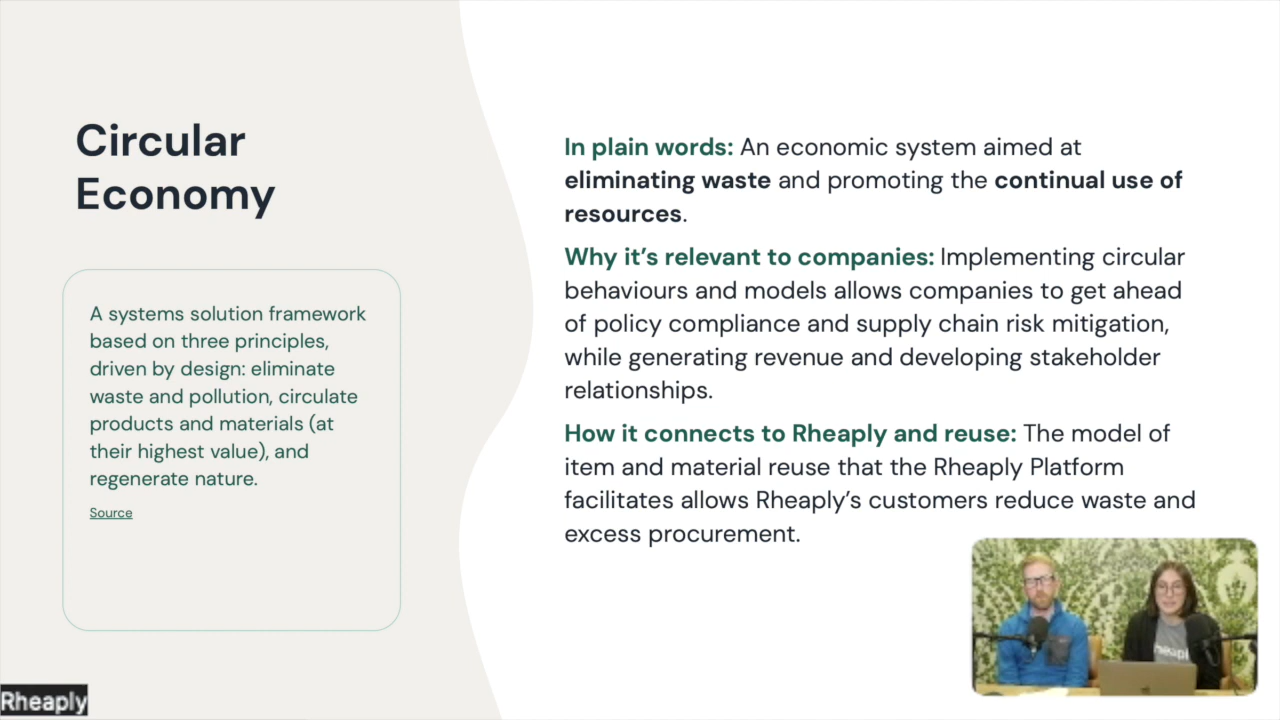 Circular
Economy
A systems solution framework
based on three principles,
driven by design: eliminate
waste and pollution, circulate
products and materials (at
their highest value), and
regenerate nature.
Source
In plain words: An economic system aimed at
eliminating waste and promoting the continual use of
resources.
Why it’s relevant to companies: Implementing circular
behaviours and models allows companies to get ahead
of policy compliance and supply chain risk mitigation,
while generating revenue and developing stakeholder
relationships.
How it connects to Rheaply and reuse: The model of
item and material reuse that the Rheaply Platform
facilitates allows Rheaply’s customers reduce waste and
excess procurement.
Rheaply